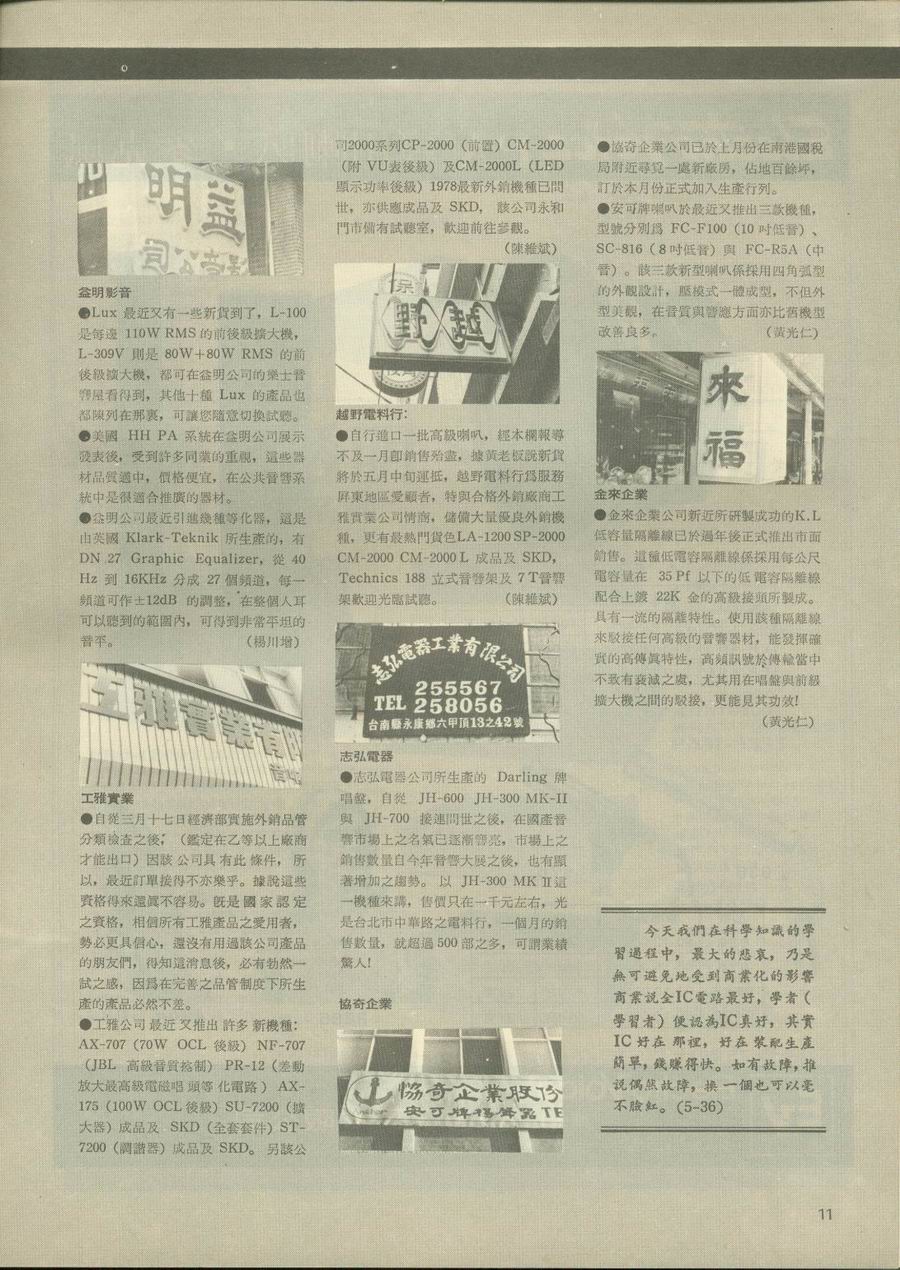 明益
益明影音
●Lux 最近又有一些新貨到了，L-100
是每邊 110W RMS 的前後級擴大機，
L-309V 則是 80W＋80W RMS 的前
後級擴大機，都可在益明公司的樂士音
響屋看得到，其他十種 Lux 的產品也
都陳列在那裏，可讓您隨意切換試聽。
●美國 HH PA 系統在益明公司展示
發表後，受到許多同業的重視，這些器
材品質適中，價格便宜，在公共音響系
統中是很適合推廣的器材。
●益明公司最近引進幾種等化器，這是
由英國 Klark-Teknik 所生產的，有
DN 27 Graphic Equalizer，從 40
Hz 到 16KHz 分成 27 個頻道，每一
頻道可作±12dB 的調整，在整個人耳
可以聽到的範圍內，可得到非常平坦的
音平。 （楊川增）
工雅實業有限
工雅實業
●自從三月十七日經濟部實施外銷品管
分類檢查之後，（鑑定在乙等以上廠商
才能出口）因該公司具有此條件，所
以，最近訂單接得不亦樂乎。據說這些
資格得來還眞不容易。旣是國家認定
之資格，相信所有工雅產品之愛用者，
勢必更具信心，還沒有用過該公司產品
的朋友們，得知這消息後，必有勃然一
試之感，因爲在完善之品管制度下所生
產的產品必然不差。
●工雅公司最近又推出許多新機種：
AX-707（70W OCL 後級）NF-707
（JBL 高級音質控制）PR-12（差動
放大最高級電磁唱頭等化電路）AX-
175（100W OCL 後級）SU-7200（擴
大器）成品及 SKD（全套套件）ST-
7200（調諧器）成品及 SKD。另該公
司2000系列CP-2000（前置）CM-2000
（附 VU表後級）及CM-2000L（LED
顯示功率後級）1978最新外銷機種已問
世，亦供應成品及 SKD，該公司永和
門市備有試聽室，歡迎前往參觀。
（陳維斌）
野越
越野電料行：
●自行進口一批高級喇叭，經本欄報導
不及一月卽銷售殆盡，據黃老板說新貨
將於五月中旬運抵，越野電料行爲服務
屏東地區愛顧者，特與合格外銷廠商工
雅實業公司情商，儲備大量優良外銷機
種，更有最熱門貨色LA-1200 SP-2000
CM-2000 CM-2000 L 成品及 SKD，
Technics 188 立式音響架及 7 T音響
架歡迎光臨試聽。 （陳維斌）
志弘電器工業有限公司
255567
TEL 258056
台南縣永康鄉六甲頂13之42號
志弘電器
●志弘電器公司所生產的 Darling 牌
唱盤，自從 JH-600 JH-300 MK-II
與 JH-700 接連問世之後，在國產音
響市場上之名氣已逐漸響亮，市場上之
銷售數量自今年音響大展之後，也有顯
著增加之趨勢。以 JH-300 MK II 這
一機種來講，售價只在一千元左右，光
是台北市中華路之電料行，一個月的銷
售數量，就超過 500 部之多，可謂業績
驚人！
協奇企業
協奇企業股份
安可牌揚聲器 TE
●協奇企業公司已於上月份在南港國稅
局附近尋覓一處新廠房，佔地百餘坪，
訂於本月份正式加入生產行列。
●安可牌喇叭於最近又推出三款機種，
型號分別爲 FC-F100（10 吋低音）、
SC-816（8 吋低音）與 FC-R5A（中
音）。該三款新型喇叭係採用四角弧型
的外觀設計，壓模式一體成型，不但外
型美觀，在音質與響應方面亦比舊機型
改善良多。 （黃光仁）
來
福
金來企業
●金來企業公司新近所研製成功的K.L
低容量隔離線已於過年後正式推出市面
銷售。這種低電容隔離線係採用每公尺
電容量在 35 Pf 以下的低電容隔離線
配合上鍍 22K 金的高級接頭所製成。
具有一流的隔離特性。使用該種隔離線
來駁接任何高級的音響器材，能發揮確
實的高傳眞特性，高頻訊號於傳輸當中
不致有衰減之處，尤其用在唱盤與前級
擴大機之間的駁接，更能見其功效！
（黃光仁）
今天我們在科學知識的學
習過程中，最大的悲哀，乃是
無可避免地受到商業化的影響
商業說全IC電路最好，學者（
學習者）便認為IC真好，其實
IC 好在那裡，好在裝配生產
簡單，錢賺得快。如有故障，推
說偶然故障，換一個也可以毫
不臉紅。(5-36)
11